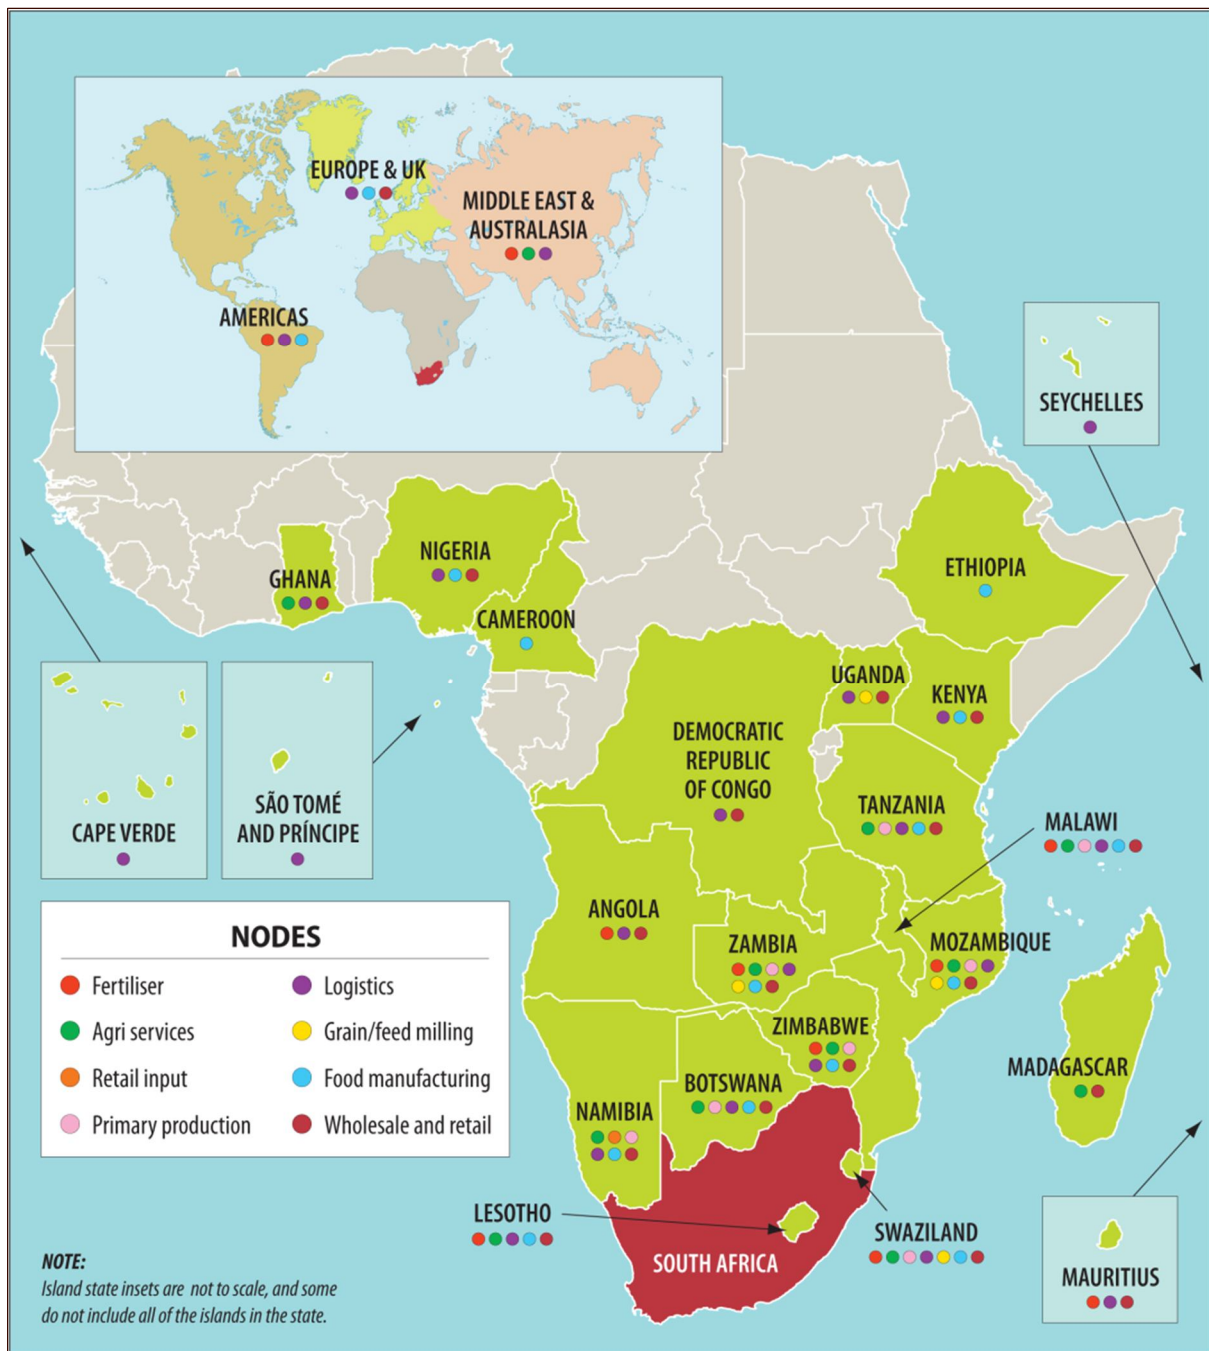 EUROPE & UK
MIDDLE EAST &
AUSTRALASIA
AMERICAS
SEYCHELLES
NIGERIA
GHANA
CAMEROON
ETHIOPIA
UGANDA
KENYA
DEMOCRATIC
REPUBLIC
OF CONGO
TANZANIA
MALAWI
CAPE VERDE
SÃO TOMÉ
AND PRÍNCIPE
ANGOLA
ZAMBIA
MOZAMBIQUE
ZIMBABWE
BOTSWANA
NAMIBIA
MADAGASCAR
LESOTHO
SOUTH AFRICA
SWAZILAND
MAURITIUS
NODES
Fertiliser
Agri services
Retail input
Primary production
Logistics
Grain/feed milling
Food manufacturing
Wholesale and retail
NOTE:
Island state insets are not to scale, and some
do not include all of the islands in the state.